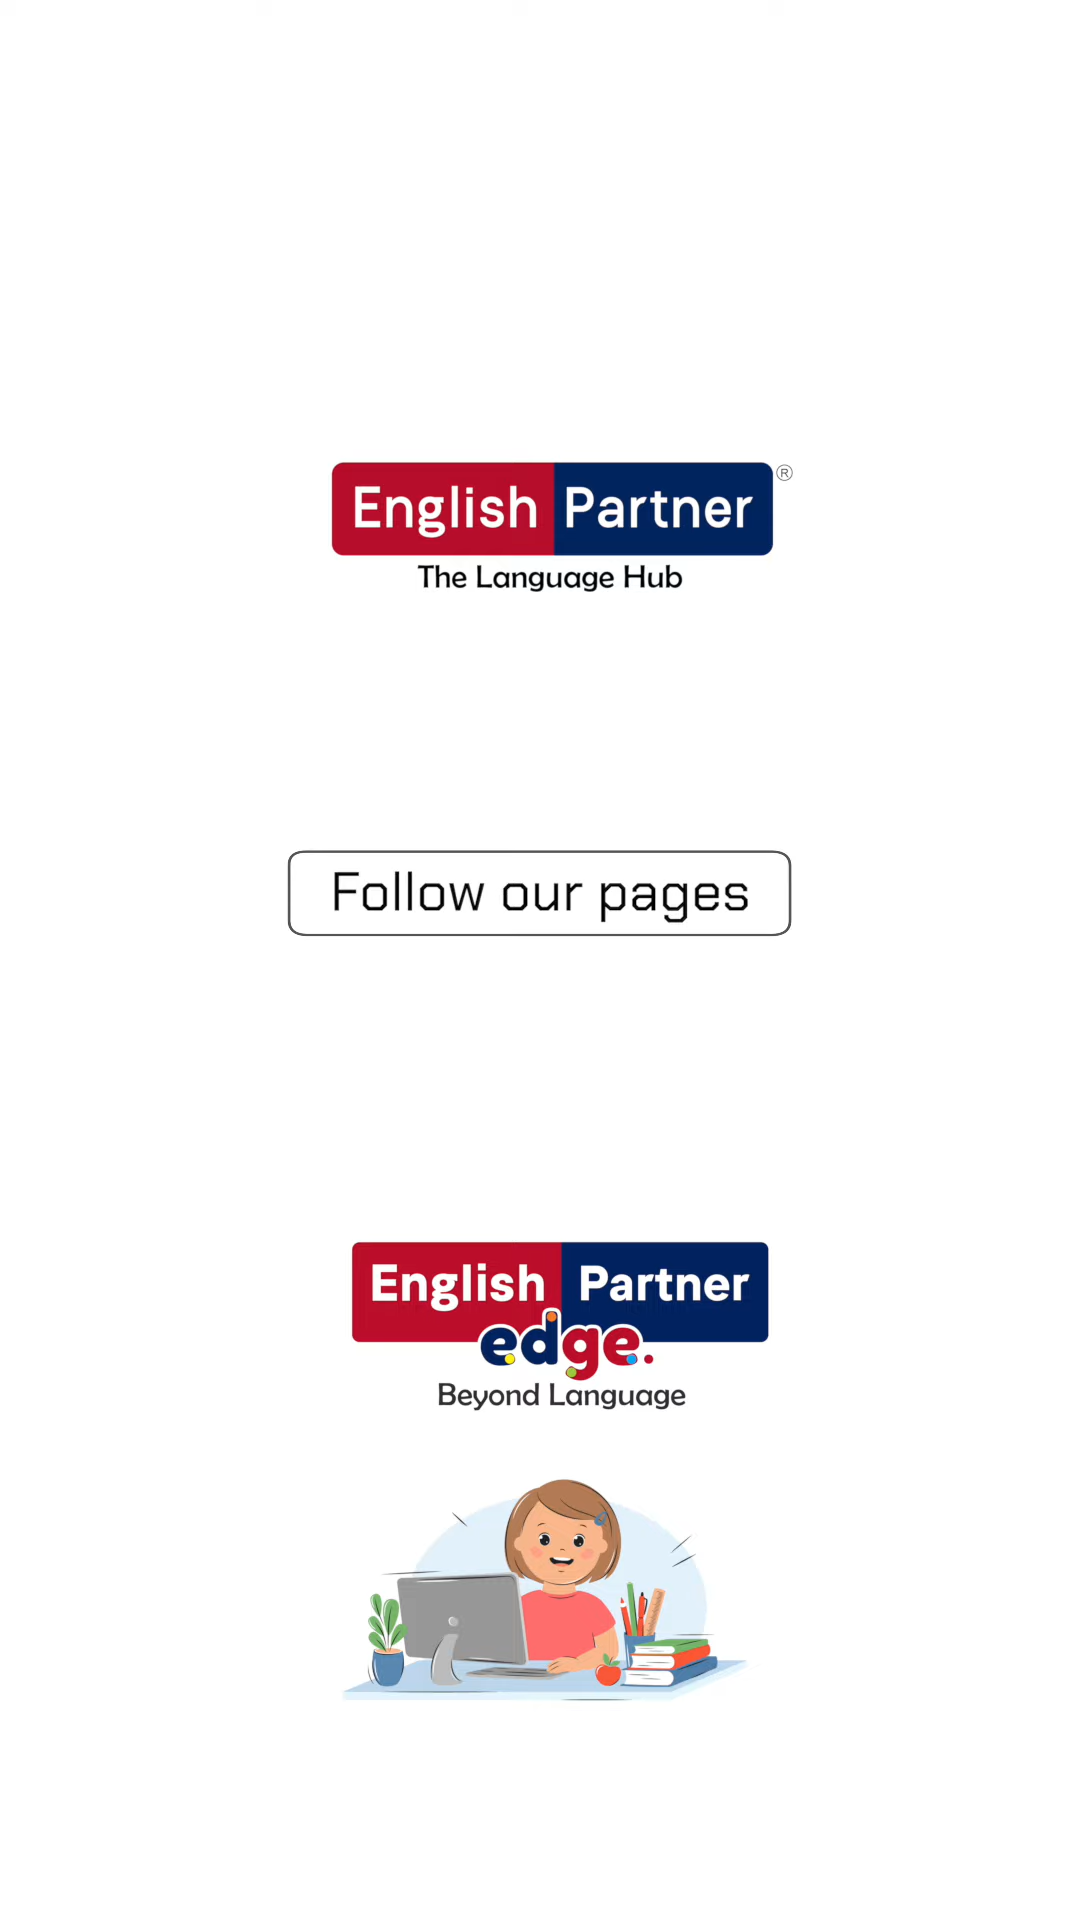 English Partner ®
The Language Hub
Follow our pages
English Partner
edge.
Beyond Language